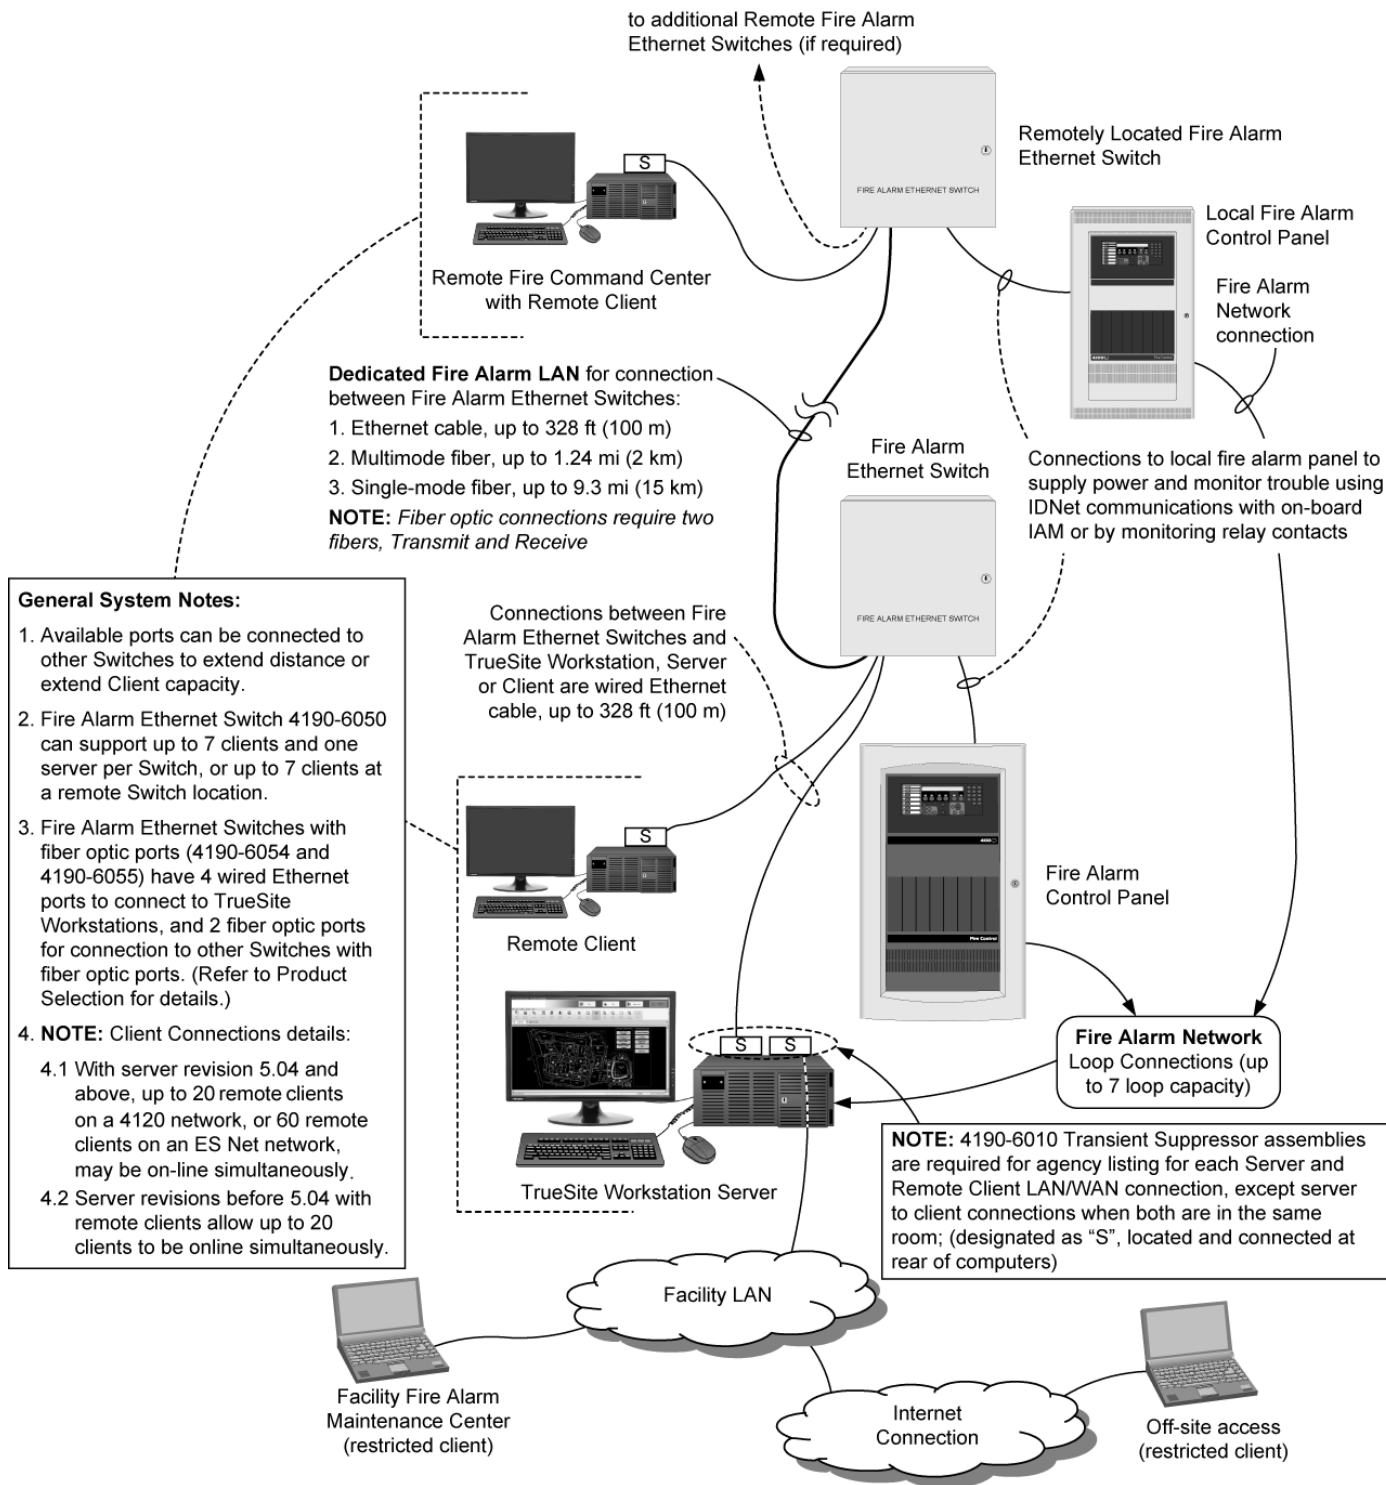 to additional Remote Fire Alarm
Ethernet Switches (if required)
FIRE ALARM ETHERNET SWITCH
Remotely Located Fire Alarm
Ethernet Switch
S
Remote Fire Command Center
with Remote Client
Local Fire Alarm
Control Panel
Fire Alarm
Network
connection
Dedicated Fire Alarm LAN for connection
between Fire Alarm Ethernet Switches:
1. Ethernet cable, up to 328 ft (100 m)
2. Multimode fiber, up to 1.24 mi (2 km)
3. Single-mode fiber, up to 9.3 mi (15 km)
NOTE: Fiber optic connections require two
fibers, Transmit and Receive
Fire Alarm
Ethernet Switch
FIRE ALARM ETHERNET SWITCH
Connections to local fire alarm panel to
supply power and monitor trouble using
IDNet communications with on-board
IAM or by monitoring relay contacts
General System Notes:
1. Available ports can be connected to
other Switches to extend distance or
extend Client capacity.
2. Fire Alarm Ethernet Switch 4190-6050
can support up to 7 clients and one
server per Switch, or up to 7 clients at
a remote Switch location.
3. Fire Alarm Ethernet Switches with
fiber optic ports (4190-6054 and
4190-6055) have 4 wired Ethernet
ports to connect to TrueSite
Workstations, and 2 fiber optic ports
for connection to other Switches with
fiber optic ports. (Refer to Product
Selection for details.)
4. NOTE: Client Connections details:
4.1 With server revision 5.04 and
above, up to 20 remote clients
on a 4120 network, or 60 remote
clients on an ES Net network,
may be on-line simultaneously.
4.2 Server revisions before 5.04 with
remote clients allow up to 20
clients to be online simultaneously.
Connections between Fire
Alarm Ethernet Switches and
TrueSite Workstation, Server
or Client are wired Ethernet
cable, up to 328 ft (100 m)
S
Remote Client
Fire Control
Fire Alarm
Control Panel
S S
TrueSite Workstation Server
Fire Alarm Network
Loop Connections (up
to 7 loop capacity)
NOTE: 4190-6010 Transient Suppressor assemblies
are required for agency listing for each Server and
Remote Client LAN/WAN connection, except server
to client connections when both are in the same
room; (designated as “S”, located and connected at
rear of computers)
Facility LAN
Facility Fire Alarm
Maintenance Center
(restricted client)
Internet
Connection
Off-site access
(restricted client)